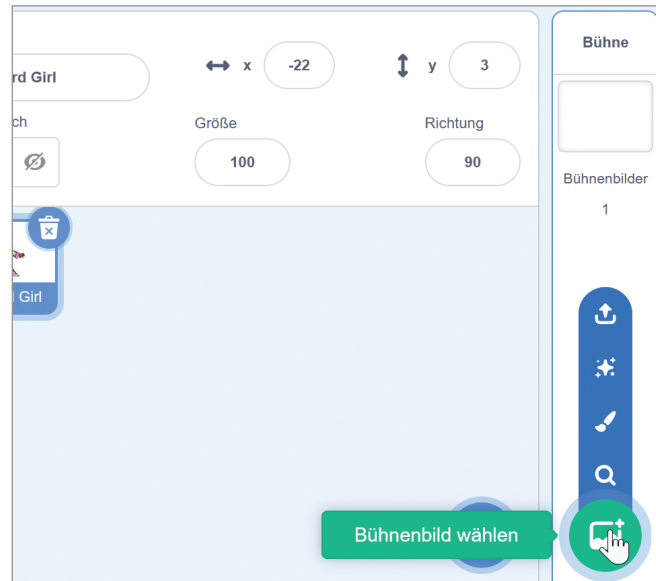 Bühne
rd Girl
x
-22
y
3
ch
Größe
Richtung
100
90
Bühnenbilder
1
Girl
Bühnenbild wählen